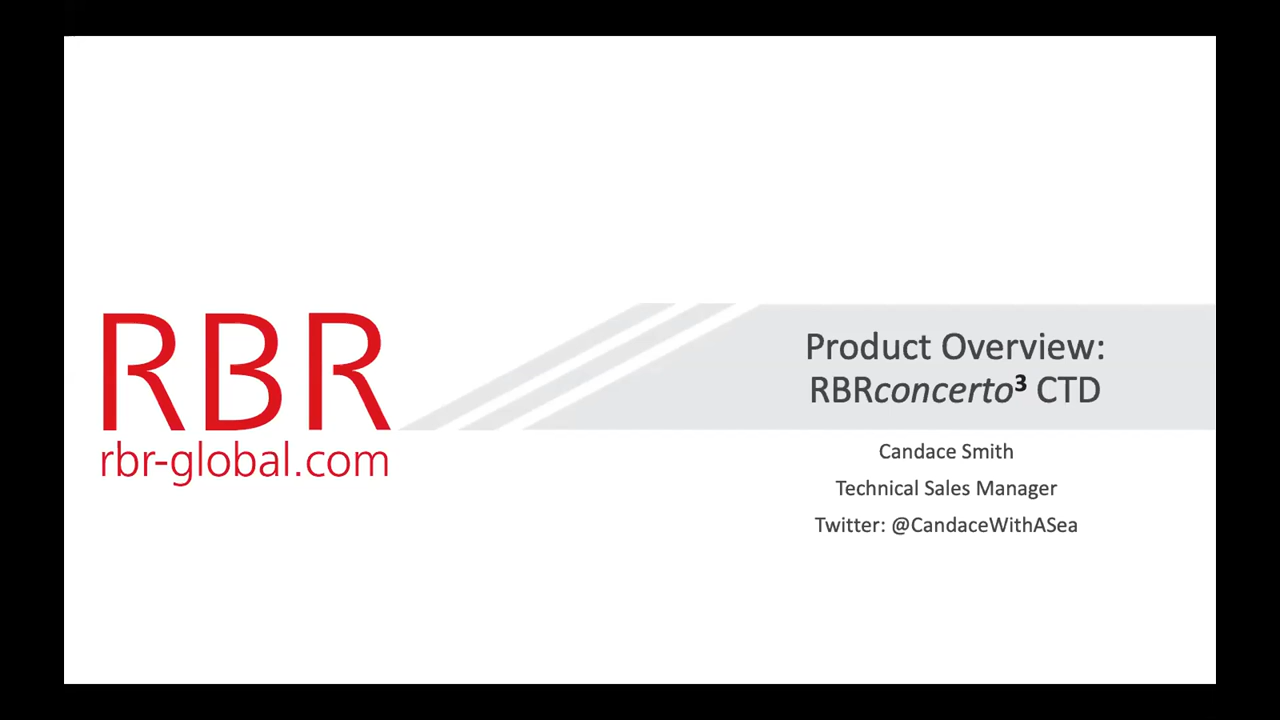 RBR
rbr-global.com
Product Overview:
RBRconcerto³ CTD
Candace Smith
Technical Sales Manager
Twitter: @CandaceWithASea